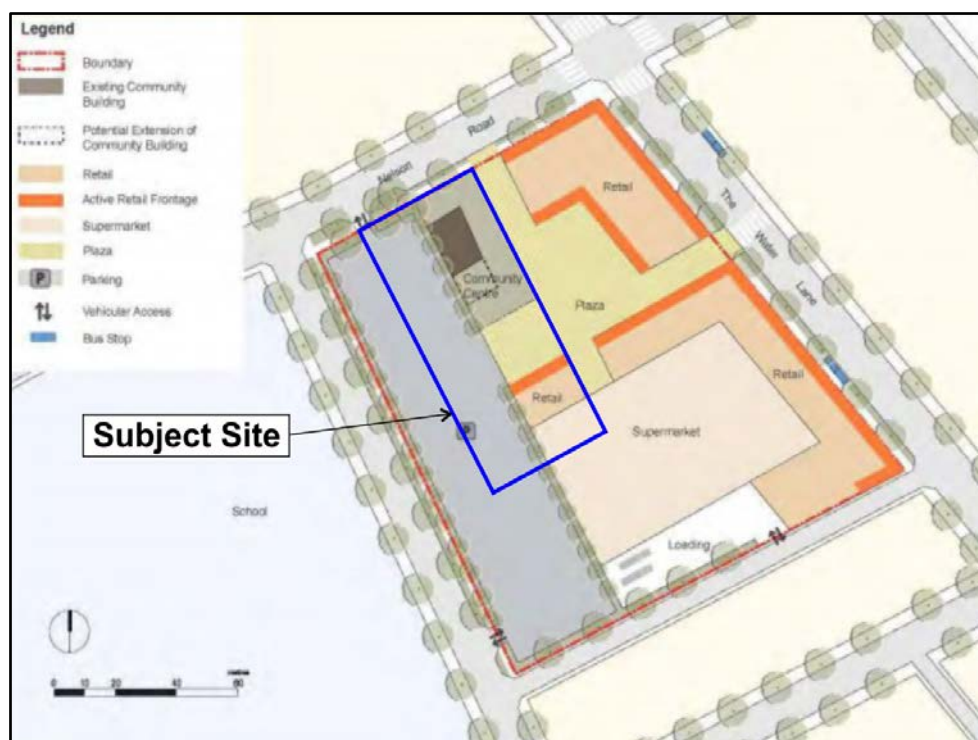 Legend
Boundary
Existing Community
Building
Potential Extension of
Community Building
Retail
Active Retail Frontage
Supermarket
Plaza
P
Parking
Vehicular Access
Bus Stop
Nelson
Road
Retail
The
Water
Lane
Community
Centre
Plaza
Retail
Retail
Supermarket
Subject Site
P
School
Loading
metres
0 10 20 40 60